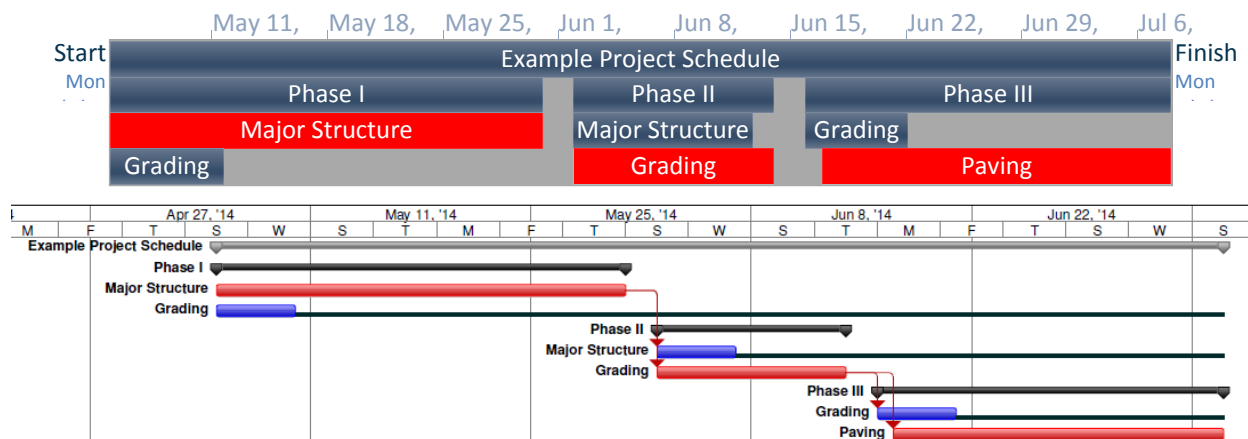 May 11, May 18, May 25, Jun 1, Jun 8, Jun 15, Jun 22, Jun 29, Jul 6,
Start Example Project Schedule Finish
Mon Phase I Phase II Phase III Mon
Major Structure Major Structure Grading
Grading Grading Paving
4 Apr 27, '14 May 11, '14 May 25, '14 Jun 8, '14 Jun 22, '14
M F T S W S T M F T S W S T M F T S W S
Example Project Schedule
Phase I
Major Structure
Grading
Phase II
Major Structure
Grading
Phase III
Grading
Paving